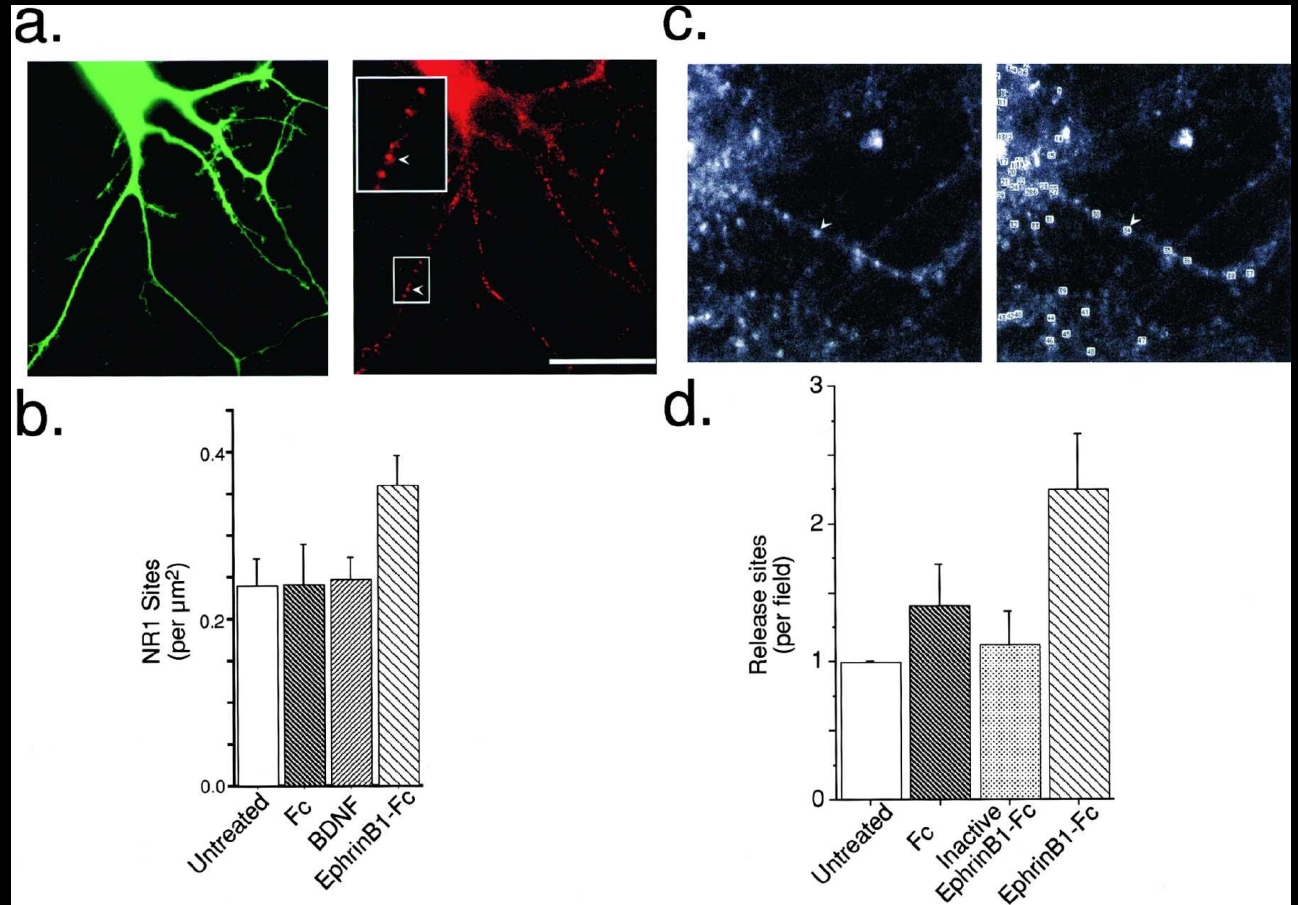 a.
c.
b.
NR1 Sites
(per µm²)
0.4
0.2
0.0
Untreated
Fc
BDNF
EphrinB1-Fc
d.
Release sites
(per field)
3
2
1
0
Untreated
Fc
Inactive
EphrinB1-Fc
EphrinB1-Fc